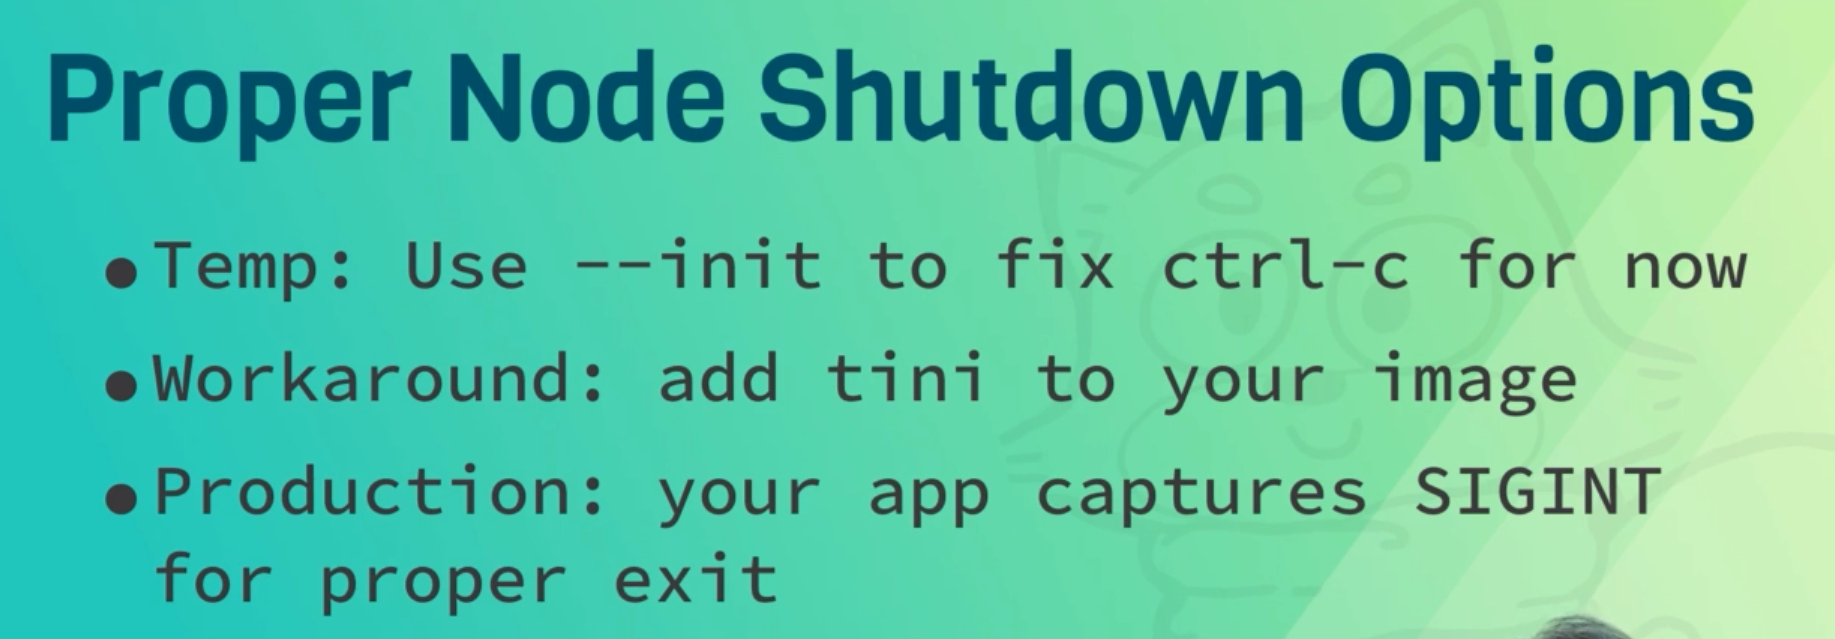 Proper Node Shutdown Options
•Temp: Use --init to fix ctrl-c for now
•Workaround: add tini to your image
•Production: your app captures SIGINT
for proper exit